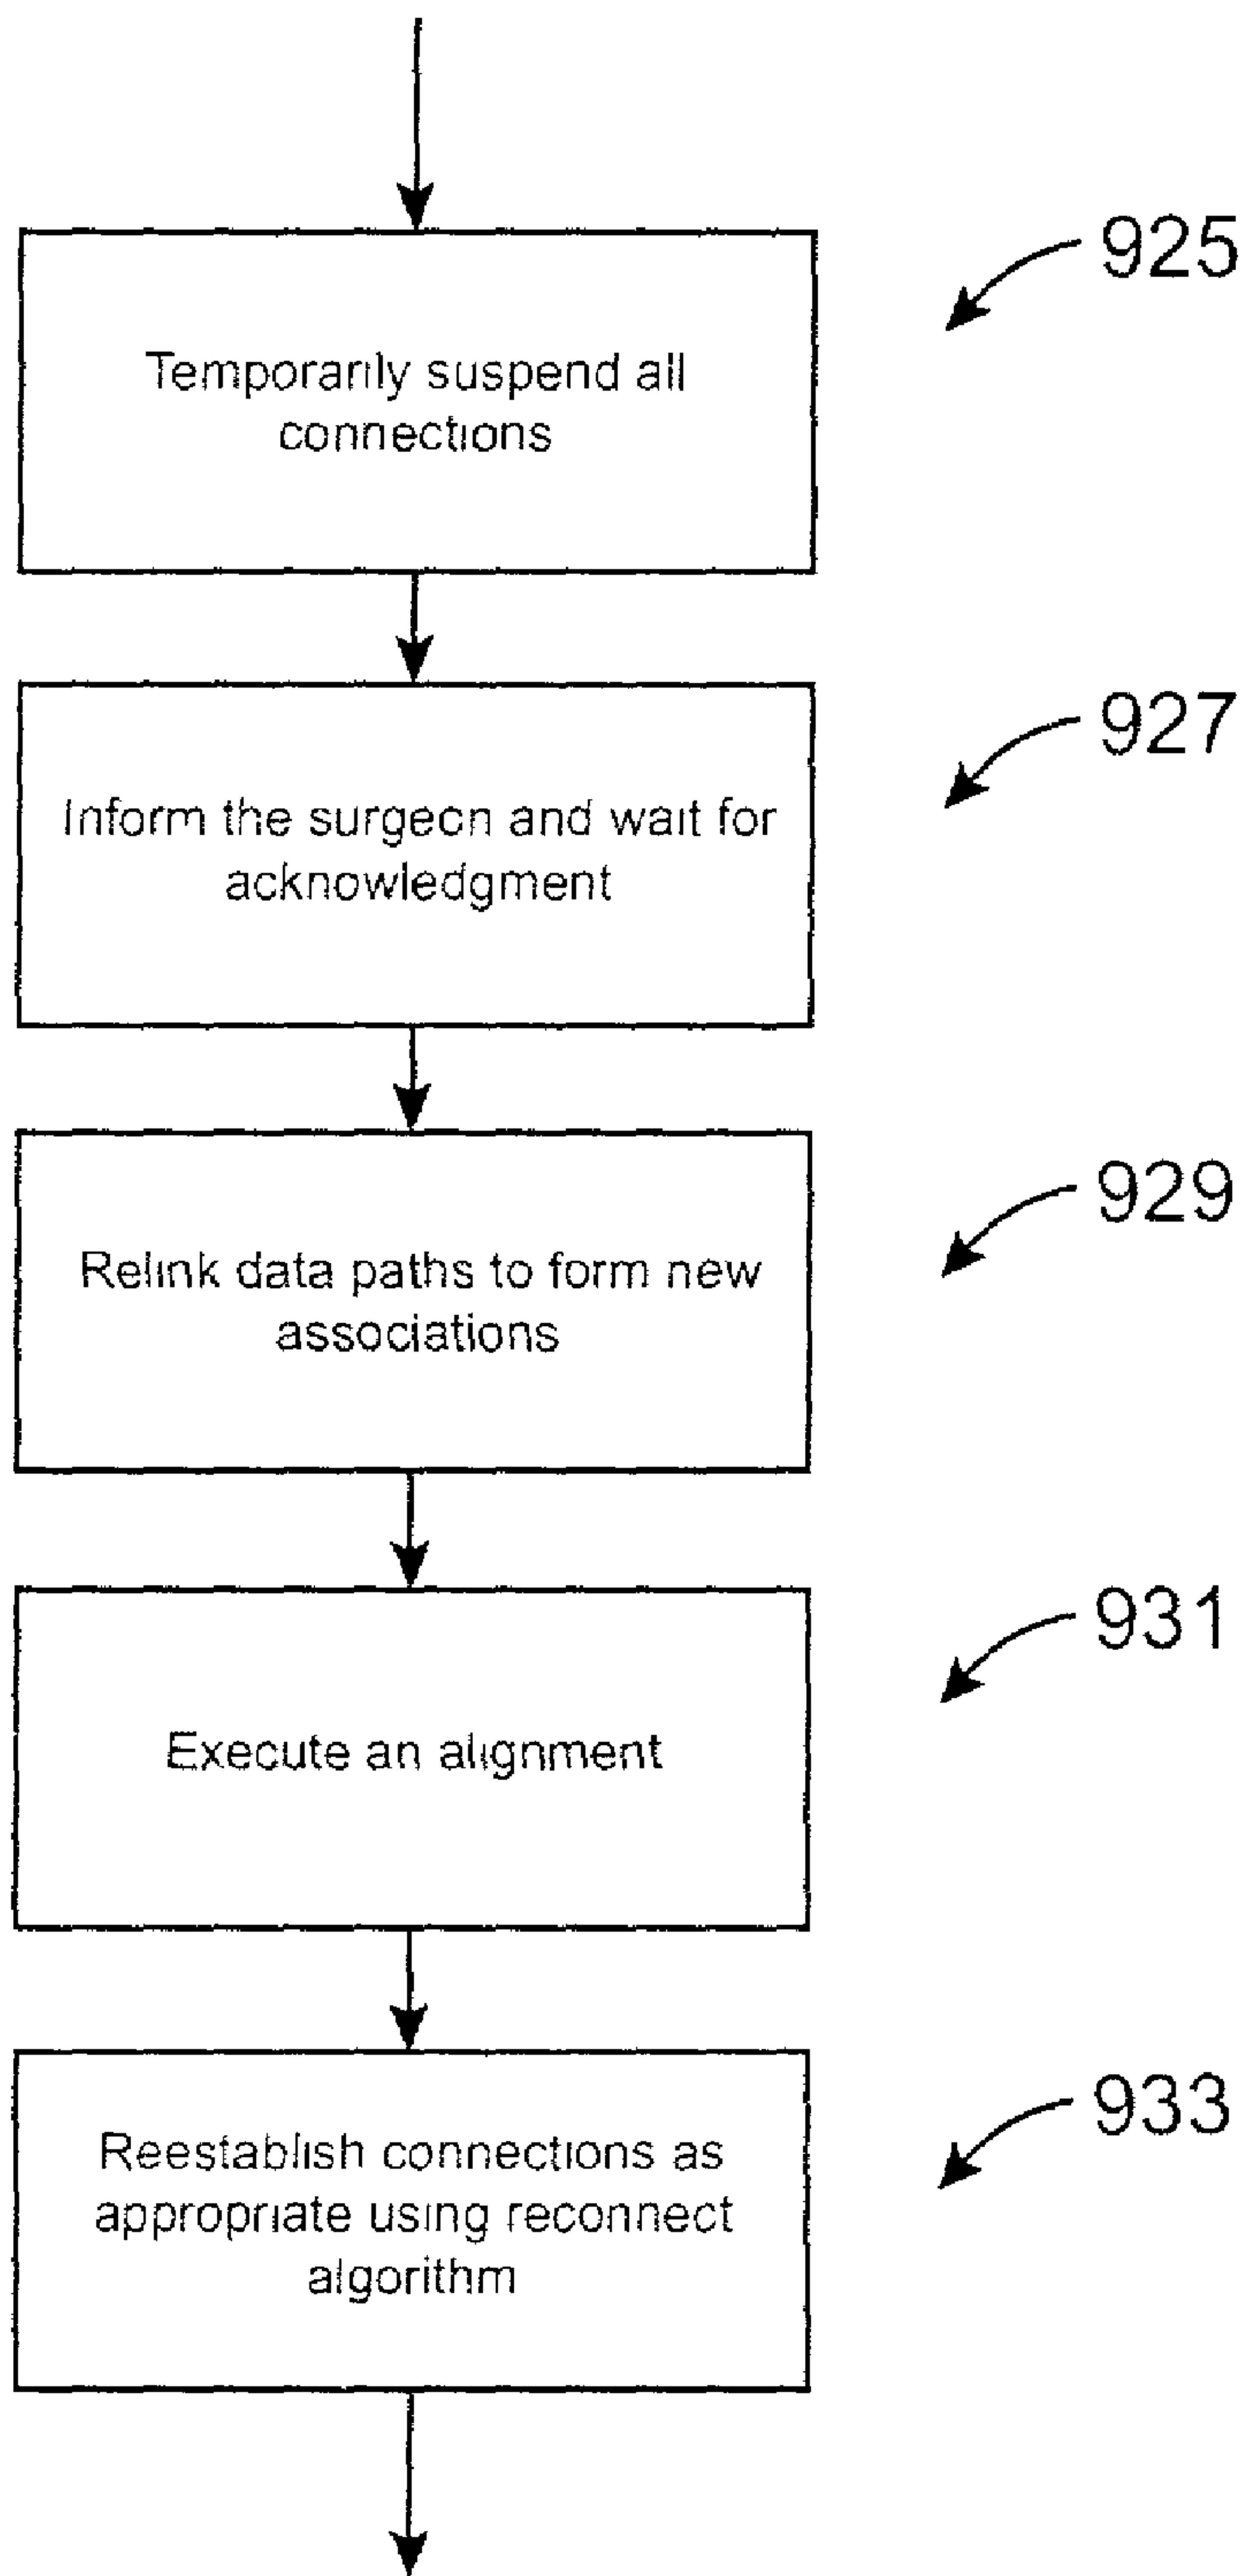 925
Temporarily suspend all
connections
927
Inform the surgeon and wait for
acknowledgment
929
Relink data paths to form new
associations
931
Execute an alignment
933
Reestablish connections as
appropriate using reconnect
algorithm